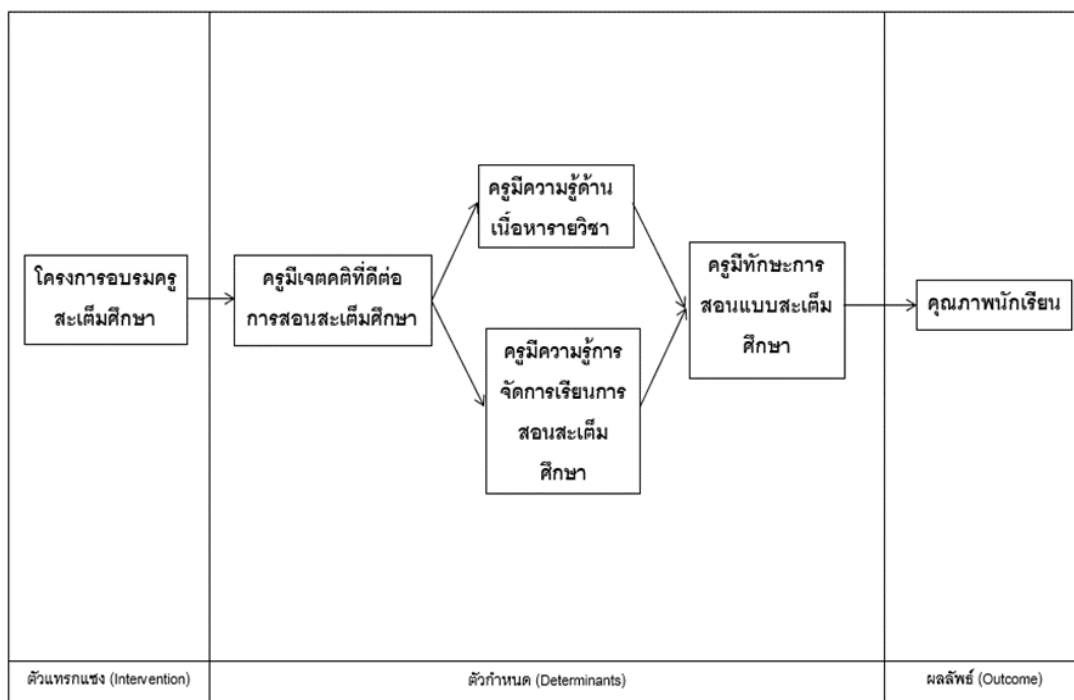 โครงการอบรมครู
สะเต็มศึกษา
ครูมีเจตคติที่ดีต่อ
การสอนสะเต็มศึกษา
ครูมีความรู้ด้าน
เนื้อหารายวิชา
ครูมีความรู้การ
จัดการเรียนการ
สอนสะเต็ม
ศึกษา
ครูมีทักษะการ
สอนแบบสะเต็ม
ศึกษา
คุณภาพนักเรียน
ตัวแทรกแซง (Intervention)
ตัวกำหนด (Determinants)
ผลลัพธ์ (Outcome)